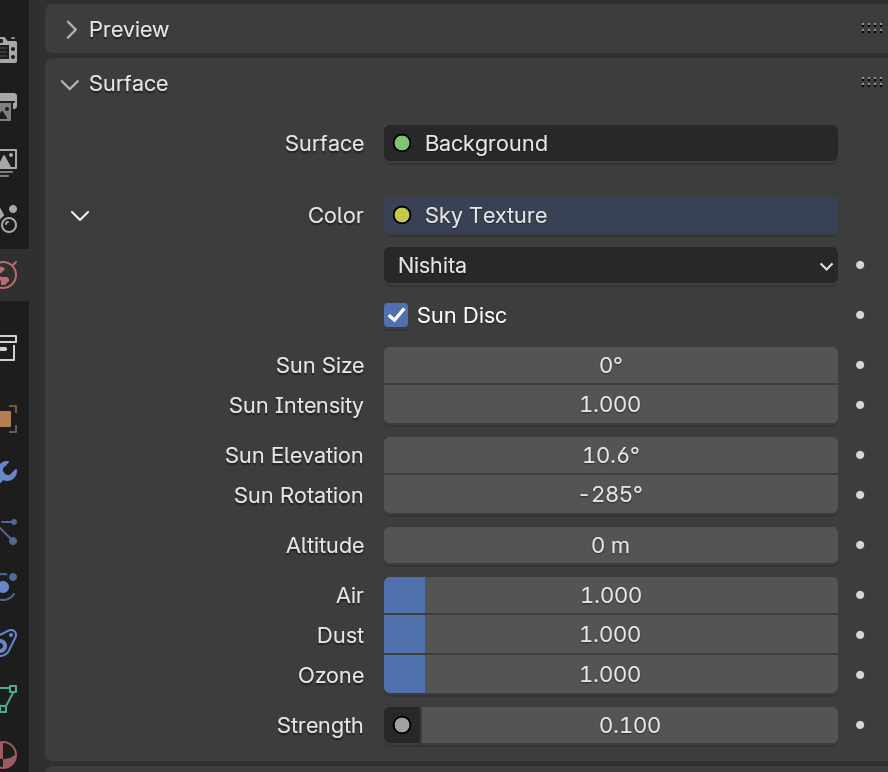 Preview
Surface
Surface Background
Color Sky Texture
Nishita
Sun Disc
Sun Size 0°
Sun Intensity 1.000
Sun Elevation 10.6°
Sun Rotation -285°
Altitude 0 m
Air 1.000
Dust 1.000
Ozone 1.000
Strength 0.100